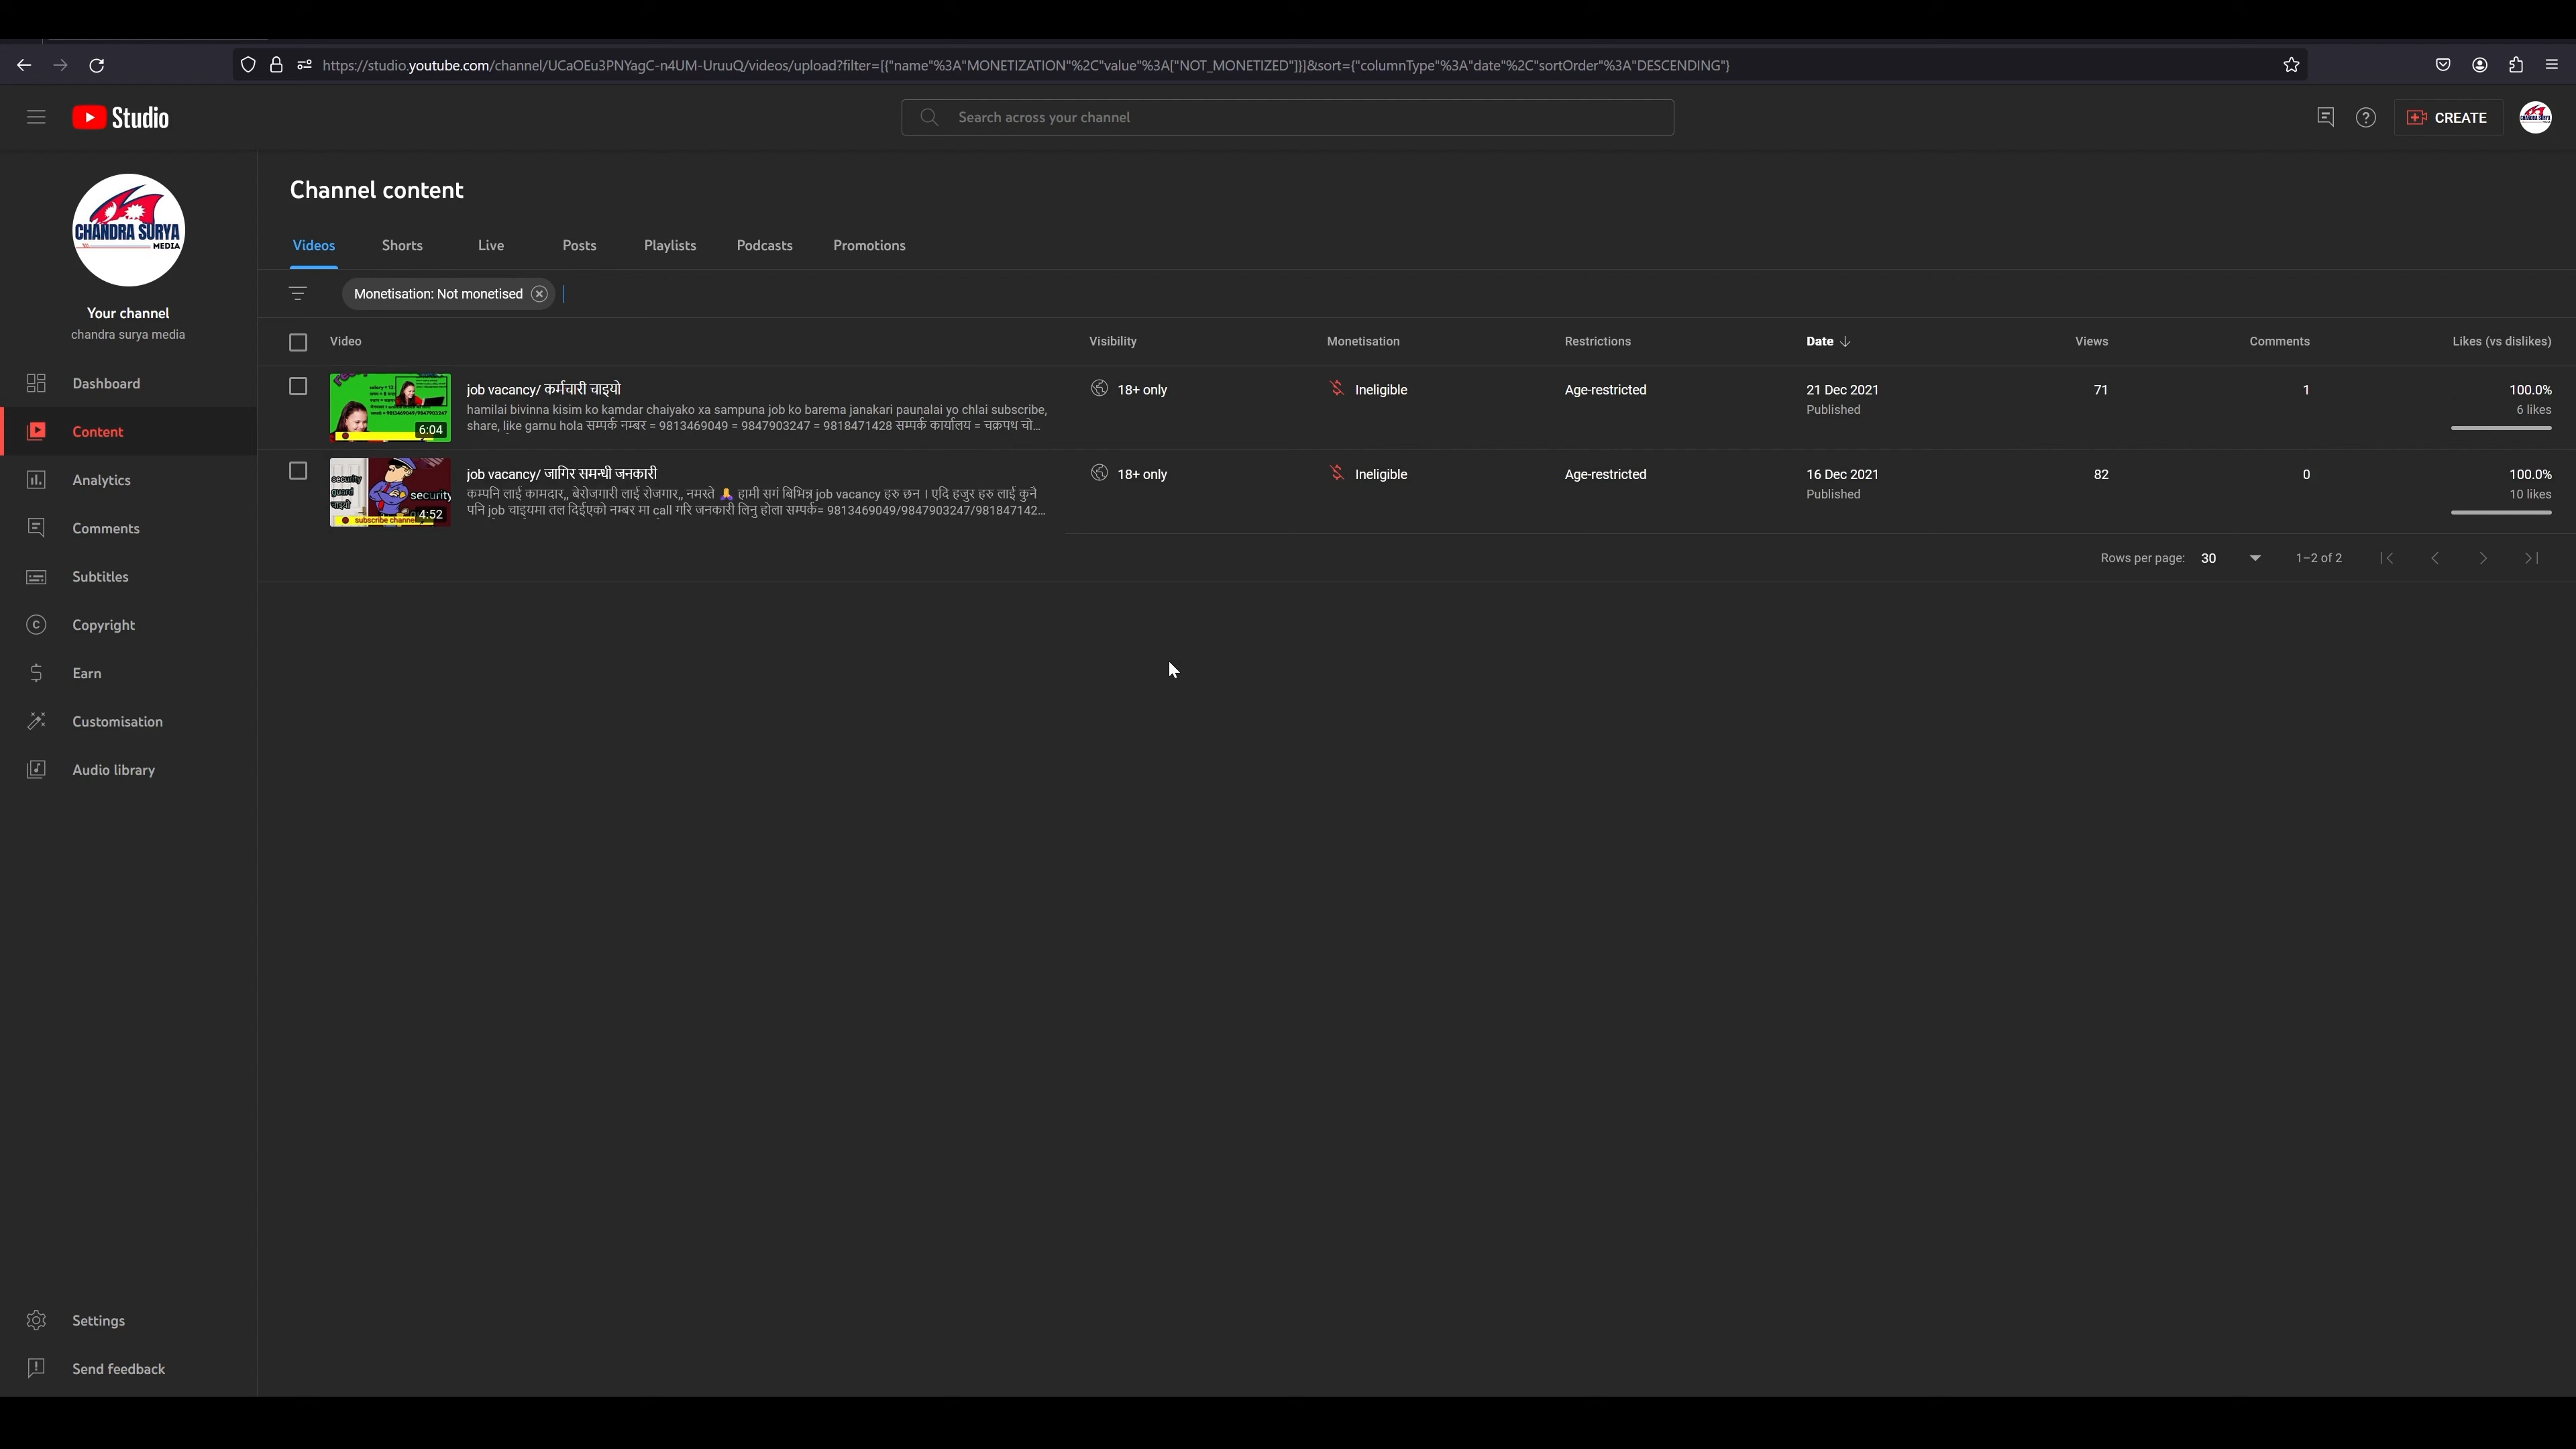 https://studio.youtube.com/channel/UCaOEu3PNYagC-n4UM-UruuQ/videos/upload?filter=[{"name"%3A"MONETIZATION"%2C"value"%3A["NOT_MONETIZED"]}]&sort={"columnType"%3A"date"%2C"sortOrder"%3A"DESCENDING"}
Studio
Search across your channel
CREATE
CHANDRA SURYA
MEDIA
Your channel
chandra surya media
Dashboard
Content
Analytics
Comments
Subtitles
Copyright
Earn
Customisation
Audio library
Settings
Send feedback
Channel content
Videos Shorts Live Posts Playlists Podcasts Promotions
Monetisation: Not monetised
Video Visibility Monetisation Restrictions Date Views Comments Likes (vs dislikes)
job vacancy/ कर्मचारी चाइयो 18+ only Ineligible Age-restricted 21 Dec 2021 71 1 100.0%
hamilai bivinna kisim ko kamdar chaiyako xa sampuna job ko barema janakari paunalai yo chlai subscribe, Published 6 likes
share, like garnu hola सम्पर्क नम्बर = 9813469049 = 9847903247 = 9818471428 सम्पर्क कार्यालय = चक्रपथ चो...
6:04
job vacancy/ जागिर समन्धी जनकारी 18+ only Ineligible Age-restricted 16 Dec 2021 82 0 100.0%
कम्पनि लाई कामदार,, बेरोजगारी लाई रोजगार,, नमस्ते 🙏 हामी सगं बिभिन्न job vacancy हरु छन । एदि हजुर हरु लाई कुनै Published 10 likes
पनि job चाइयमा तल दिईएको नम्बर मा call गरि जनकारी लिनु होला सम्पर्क= 9813469049/9847903247/981847142...
security
guard
चाइयो
security
subscribe channel
4:52
Rows per page: 30 1–2 of 2